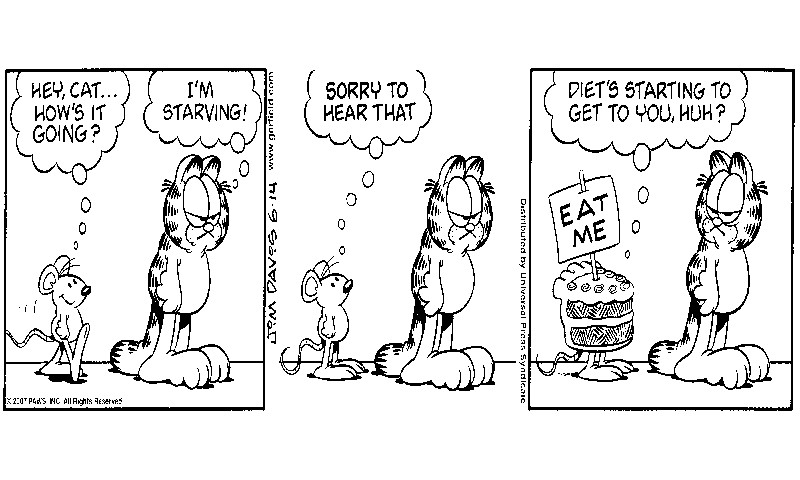 HEY, CAT...
HOW'S IT
GOING?
I'M
STARVING!
© 2007 PAWS, INC. All Rights Reserved.
www.garfield.com
JIM DAVIS 6·14
SORRY TO
HEAR THAT
Distributed by Universal Press Syndicate
DIET'S STARTING TO
GET TO YOU, HUH?
EAT
ME